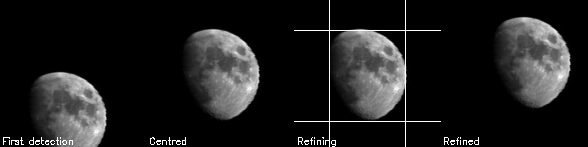 First detection
Centred
Refining
Refined